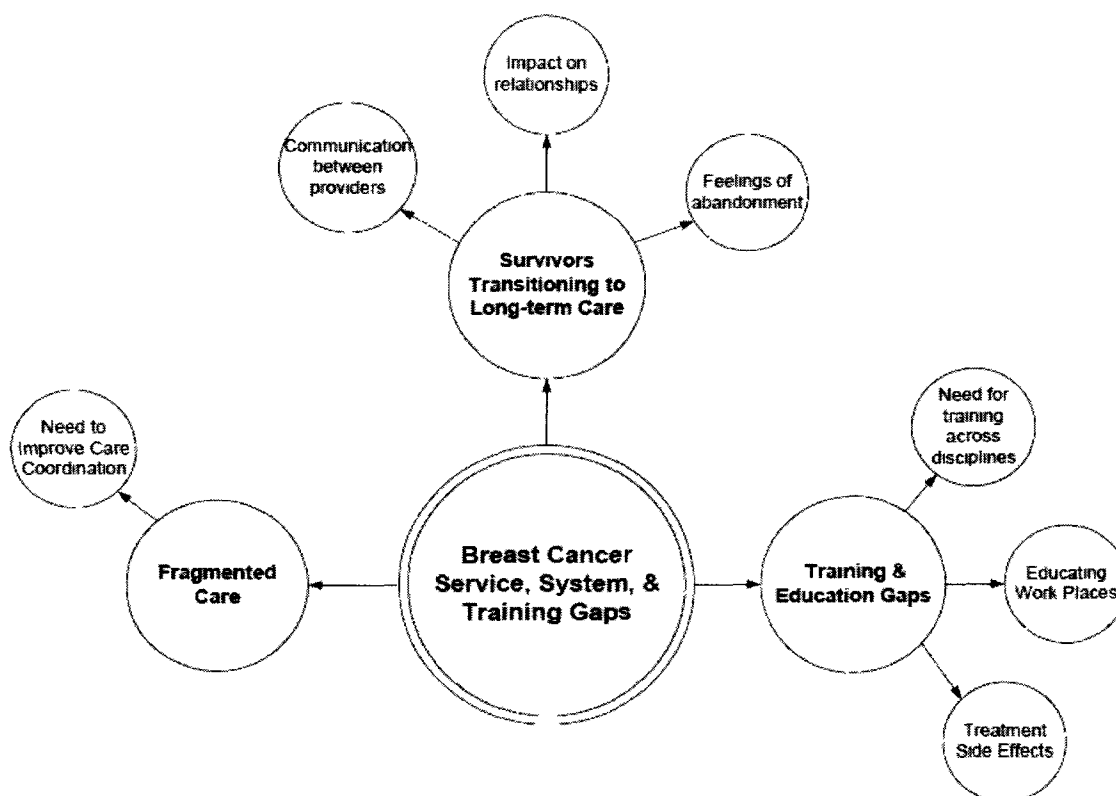 Impact on
relationships
Communication
between
providers
Feelings of
abandonment
Survivors
Transitioning to
Long-term Care
Need to
Improve Care
Coordination
Need for
training
across
disciplines
Fragmented
Care
Breast Cancer
Service, System, &
Training Gaps
Training &
Education Gaps
Educating
Work Places
Treatment
Side Effects